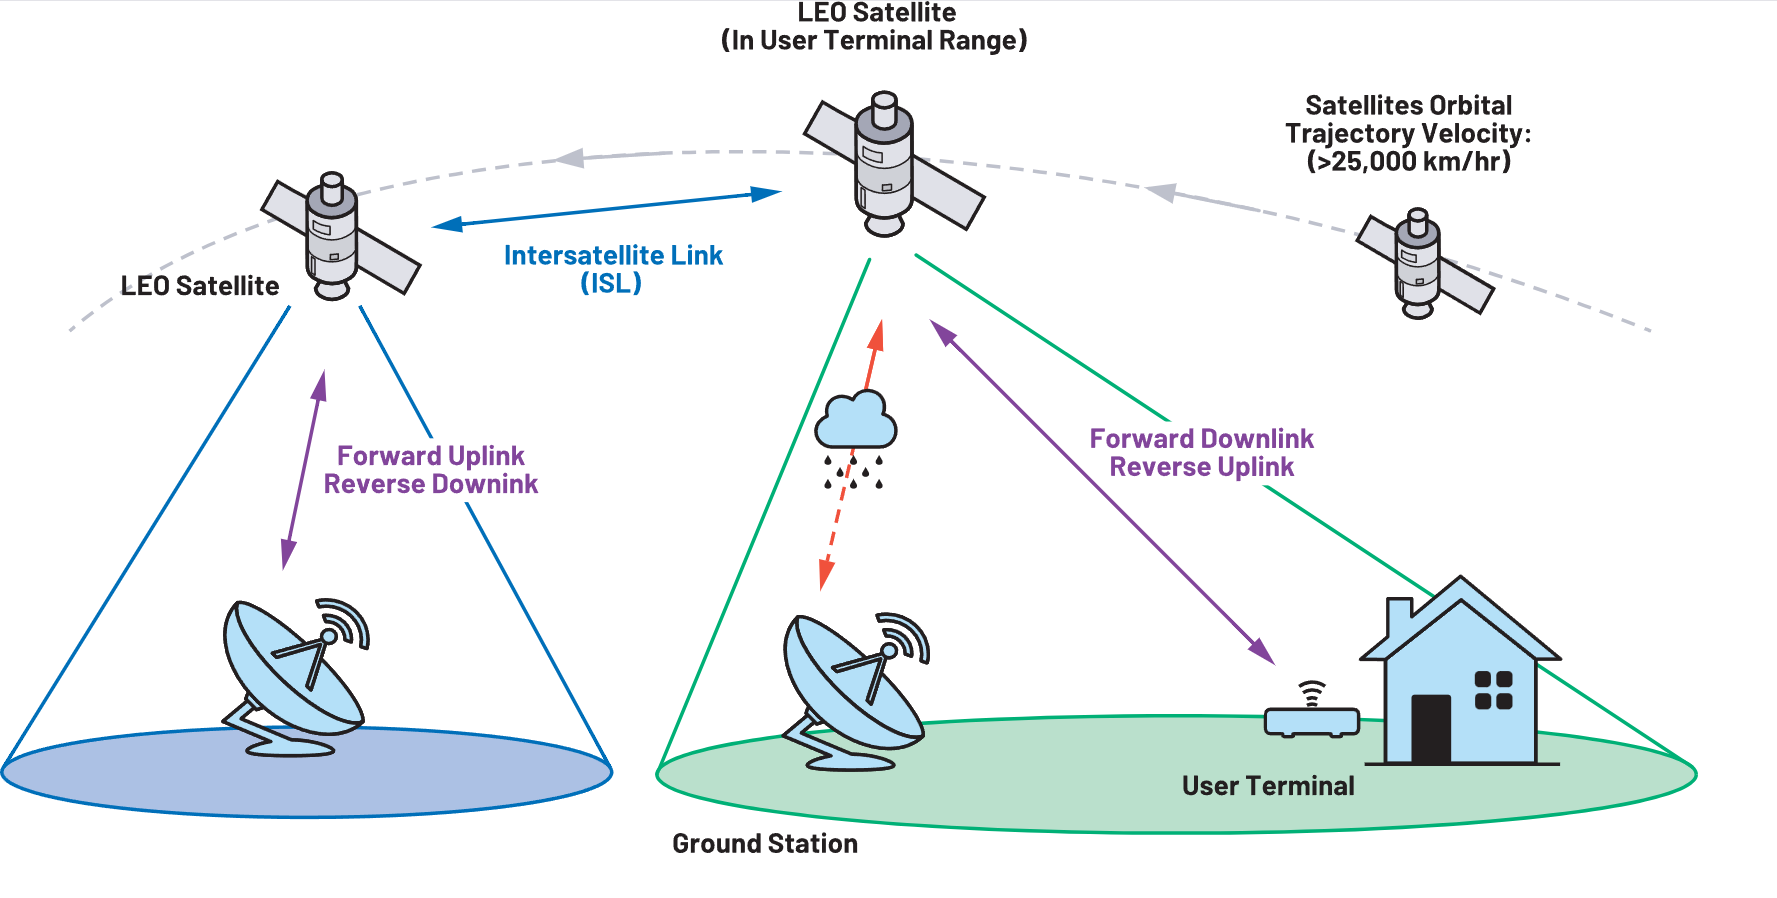 LEO Satellite
(In User Terminal Range)
Satellites Orbital
Trajectory Velocity:
(>25,000 km/hr)
Intersatellite Link
(ISL)
LEO Satellite
Forward Uplink
Reverse Downink
Forward Downlink
Reverse Uplink
User Terminal
Ground Station